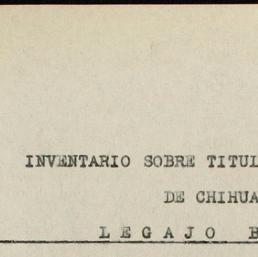 INVENTARIO SOBRE TITUL
DE CHIHUA
L E G A J O B